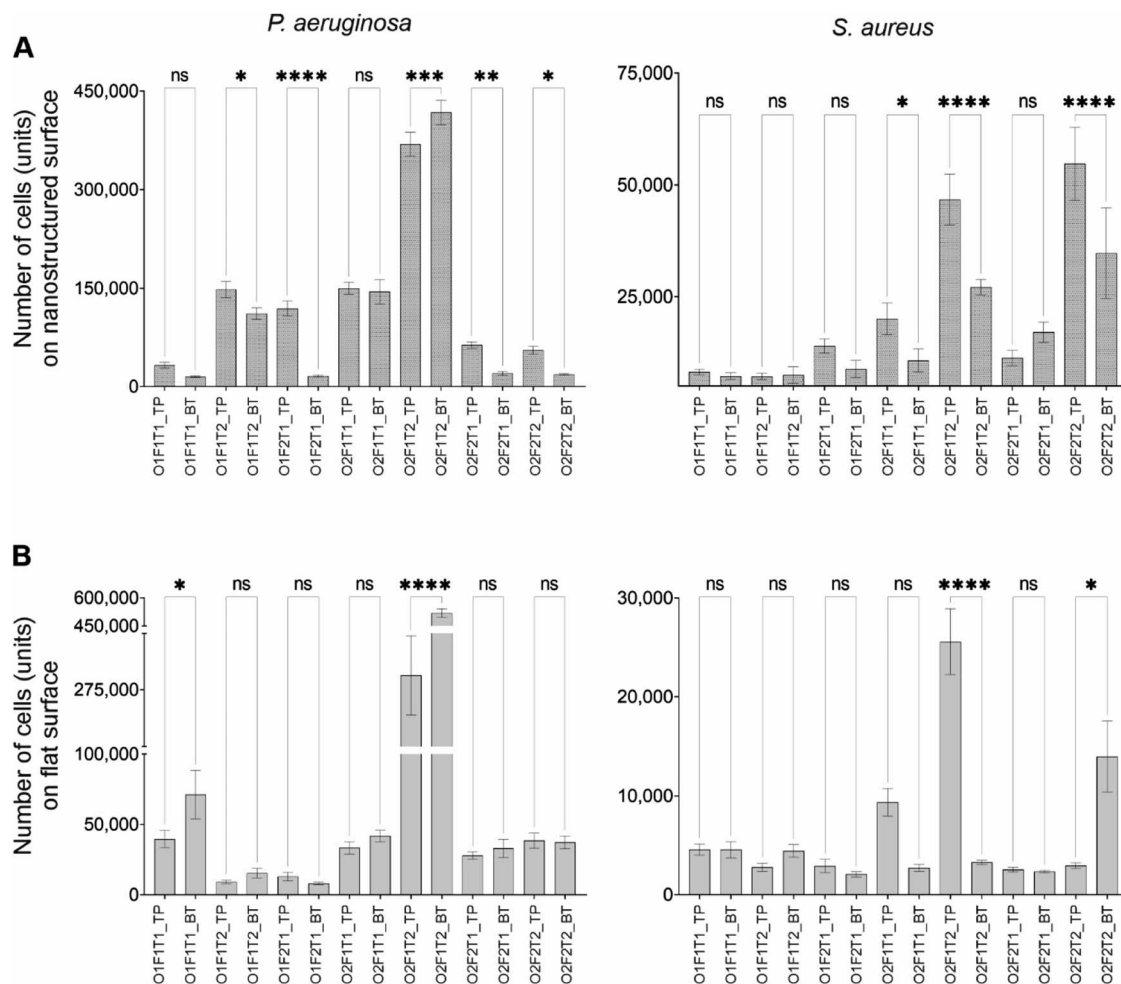 P. aeruginosa
S. aureus
A
Number of cells (units)
on nanostructured surface
450,000
300,000
150,000
0
ns
*
****
ns
***
**
*
O1F1T1_TP
O1F1T1_BT
O1F1T2_TP
O1F1T2_BT
O1F2T1_TP
O1F2T1_BT
O2F1T1_TP
O2F1T1_BT
O2F1T2_TP
O2F1T2_BT
O2F2T1_TP
O2F2T1_BT
O2F2T2_TP
O2F2T2_BT
75,000
50,000
25,000
ns
ns
ns
*
****
ns
****
O1F1T1_TP
O1F1T1_BT
O1F1T2_TP
O1F1T2_BT
O1F2T1_TP
O1F2T1_BT
O2F1T1_TP
O2F1T1_BT
O2F1T2_TP
O2F1T2_BT
O2F2T1_TP
O2F2T1_BT
O2F2T2_TP
O2F2T2_BT
B
Number of cells (units)
on flat surface
600,000
450,000
275,000
100,000
50,000
0
*
ns
ns
ns
****
ns
ns
O1F1T1_TP
O1F1T1_BT
O1F1T2_TP
O1F1T2_BT
O1F2T1_TP
O1F2T1_BT
O2F1T1_TP
O2F1T1_BT
O2F1T2_TP
O2F1T2_BT
O2F2T1_TP
O2F2T1_BT
O2F2T2_TP
O2F2T2_BT
30,000
20,000
10,000
0
ns
ns
ns
ns
****
ns
*
O1F1T1_TP
O1F1T1_BT
O1F1T2_TP
O1F1T2_BT
O1F2T1_TP
O1F2T1_BT
O2F1T1_TP
O2F1T1_BT
O2F1T2_TP
O2F1T2_BT
O2F2T1_TP
O2F2T1_BT
O2F2T2_TP
O2F2T2_BT